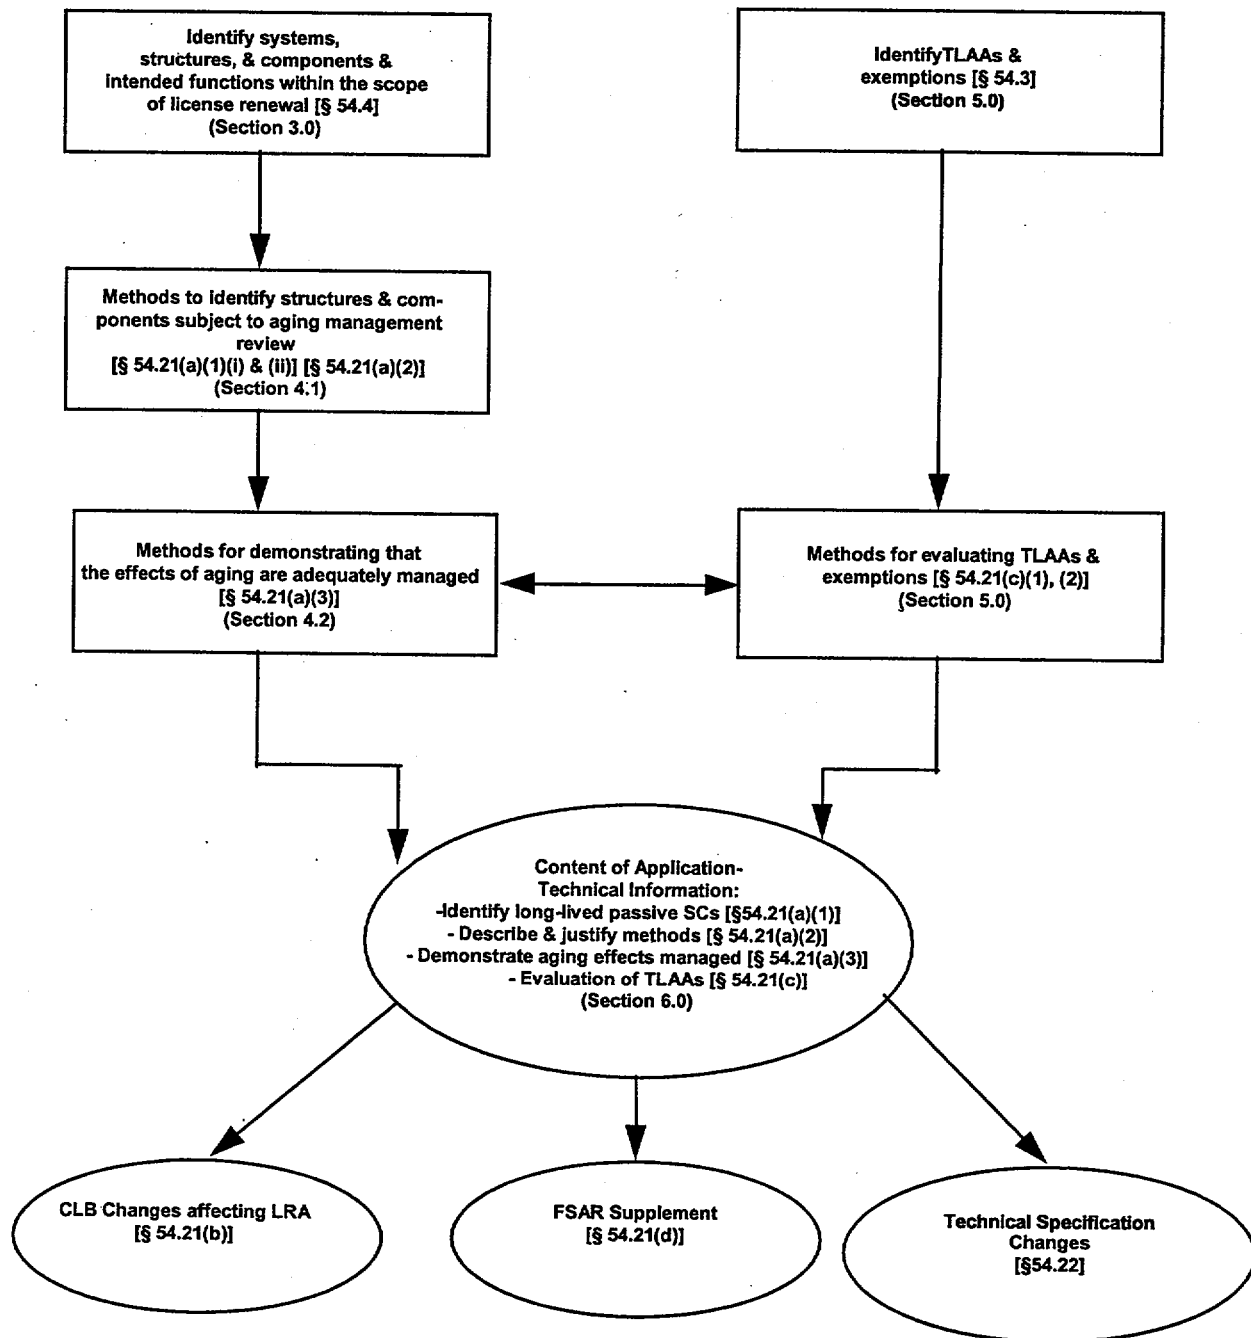 Identify systems,
structures, & components &
intended functions within the scope
of license renewal [§ 54.4]
(Section 3.0)
IdentifyTLAAs &
exemptions [§ 54.3]
(Section 5.0)
Methods to identify structures & com-
ponents subject to aging management
review
[§ 54.21(a)(1)(i) & (ii)] [§ 54.21(a)(2)]
(Section 4.1)
Methods for demonstrating that
the effects of aging are adequately managed
[§ 54.21(a)(3)]
(Section 4.2)
Methods for evaluating TLAAs &
exemptions [§ 54.21(c)(1), (2)]
(Section 5.0)
Content of Application-
Technical Information:
-Identify long-lived passive SCs [§54.21(a)(1)]
- Describe & justify methods [§ 54.21(a)(2)]
- Demonstrate aging effects managed [§ 54.21(a)(3)]
- Evaluation of TLAAs [§ 54.21(c)]
(Section 6.0)
CLB Changes affecting LRA
[§ 54.21(b)]
FSAR Supplement
[§ 54.21(d)]
Technical Specification
Changes
[§54.22]